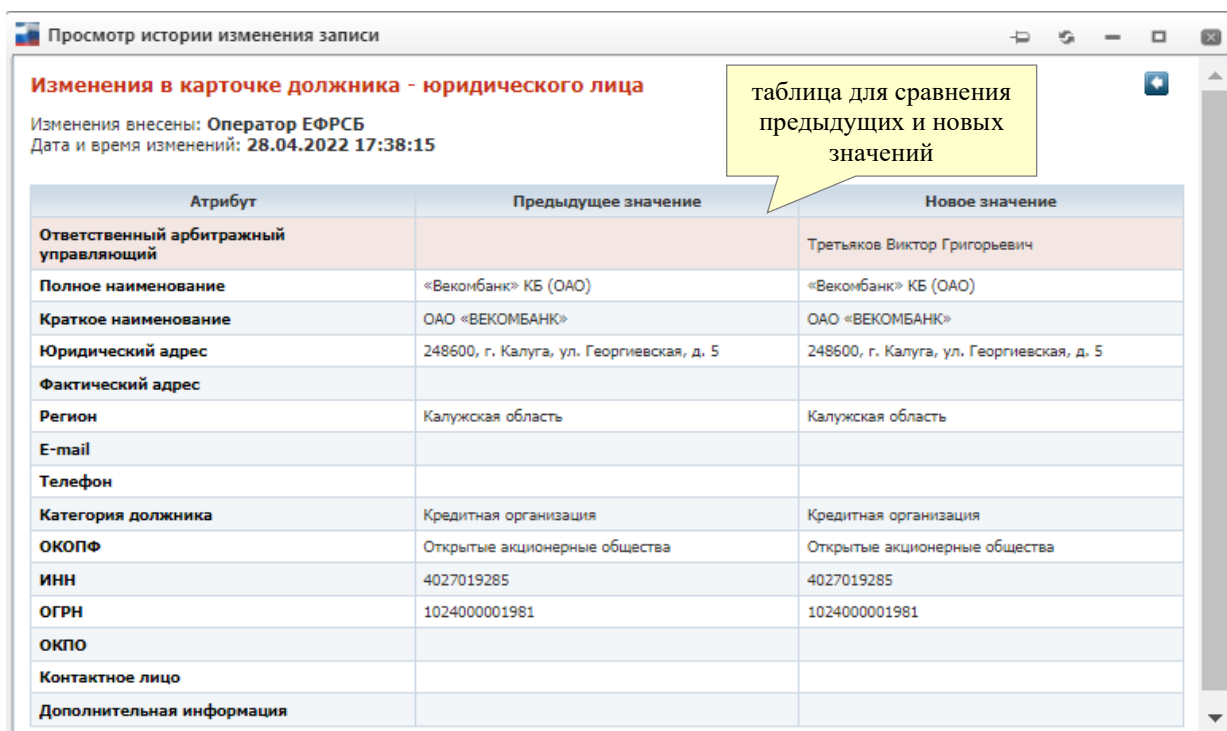 Просмотр истории изменения записи
Изменения в карточке должника - юридического лица
Изменения внесены: Оператор ЕФРСБ
Дата и время изменений: 28.04.2022 17:38:15
таблица для сравнения
предыдущих и новых
значений
Атрибут Предыдущее значение Новое значение
Ответственный арбитражный
управляющий Третьяков Виктор Григорьевич
Полное наименование «Векомбанк» КБ (ОАО) «Векомбанк» КБ (ОАО)
Краткое наименование ОАО «ВЕКОМБАНК» ОАО «ВЕКОМБАНК»
Юридический адрес 248600, г. Калуга, ул. Георгиевская, д. 5 248600, г. Калуга, ул. Георгиевская, д. 5
Фактический адрес
Регион Калужская область Калужская область
E-mail
Телефон
Категория должника Кредитная организация Кредитная организация
ОКОПФ Открытые акционерные общества Открытые акционерные общества
ИНН 4027019285 4027019285
ОГРН 1024000001981 1024000001981
ОКПО
Контактное лицо
Дополнительная информация